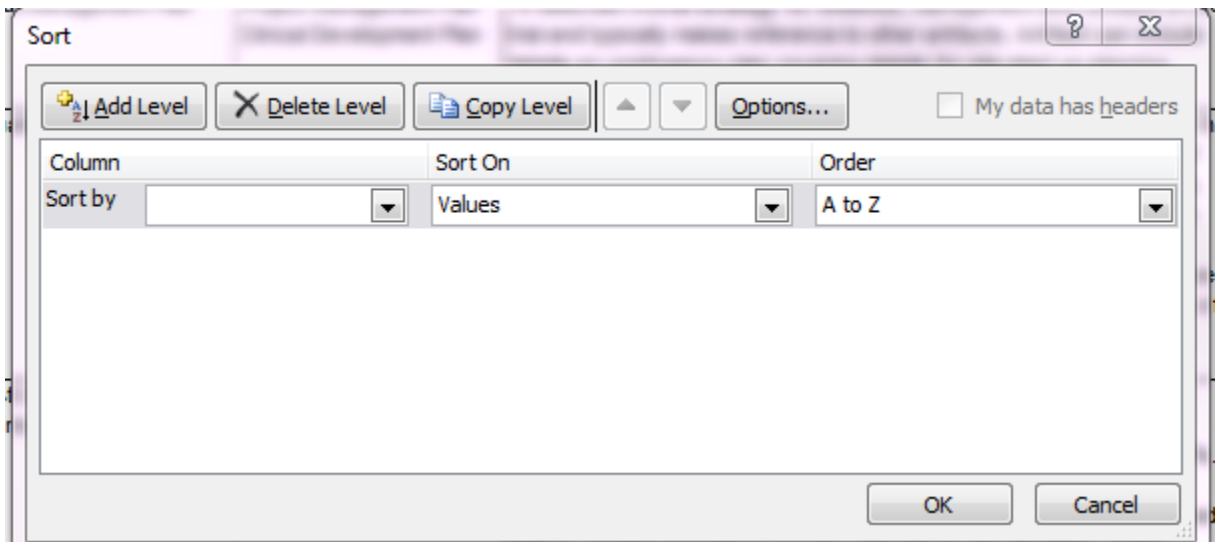 Sort
Add Level Delete Level Copy Level Options... My data has headers
Column Sort On Order
Sort by Values A to Z
OK Cancel